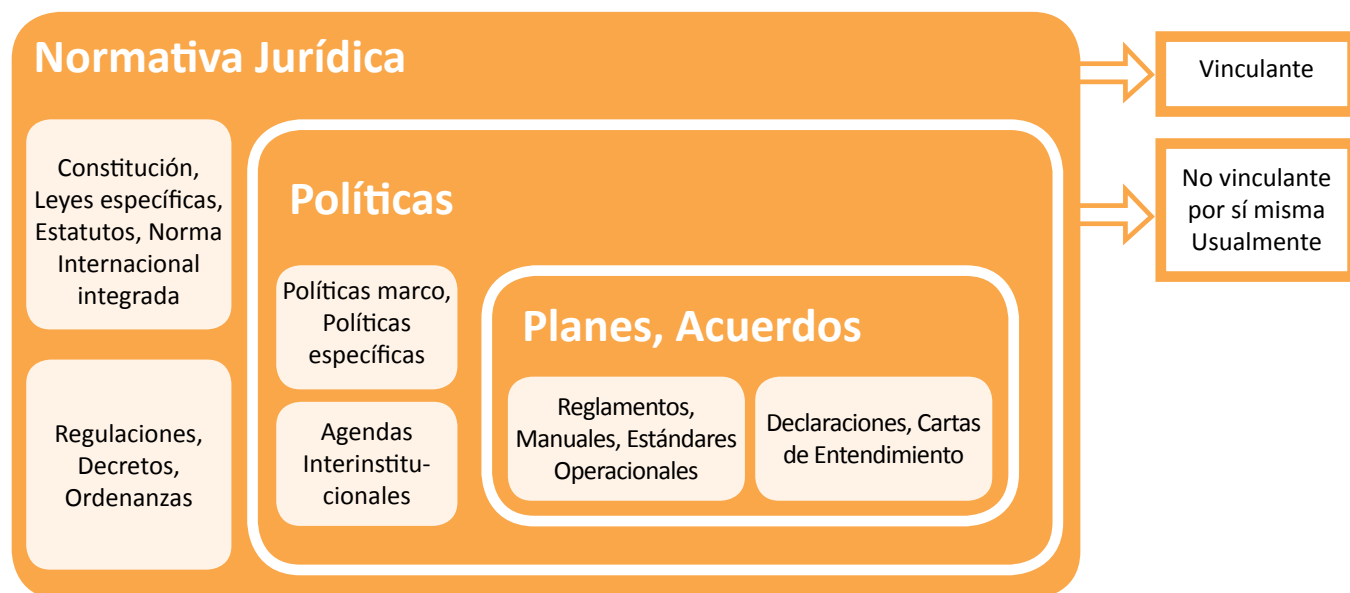 Normativa Jurídica
Constitución,
Leyes específicas,
Estatutos, Norma
Internacional
integrada
Regulaciones,
Decretos,
Ordenanzas
Políticas
Políticas marco,
Políticas
específicas
Agendas
Interinstitu-
cionales
Planes, Acuerdos
Reglamentos,
Manuales, Estándares
Operacionales
Declaraciones, Cartas
de Entendimiento
Vinculante
No vinculante
por sí misma
Usualmente